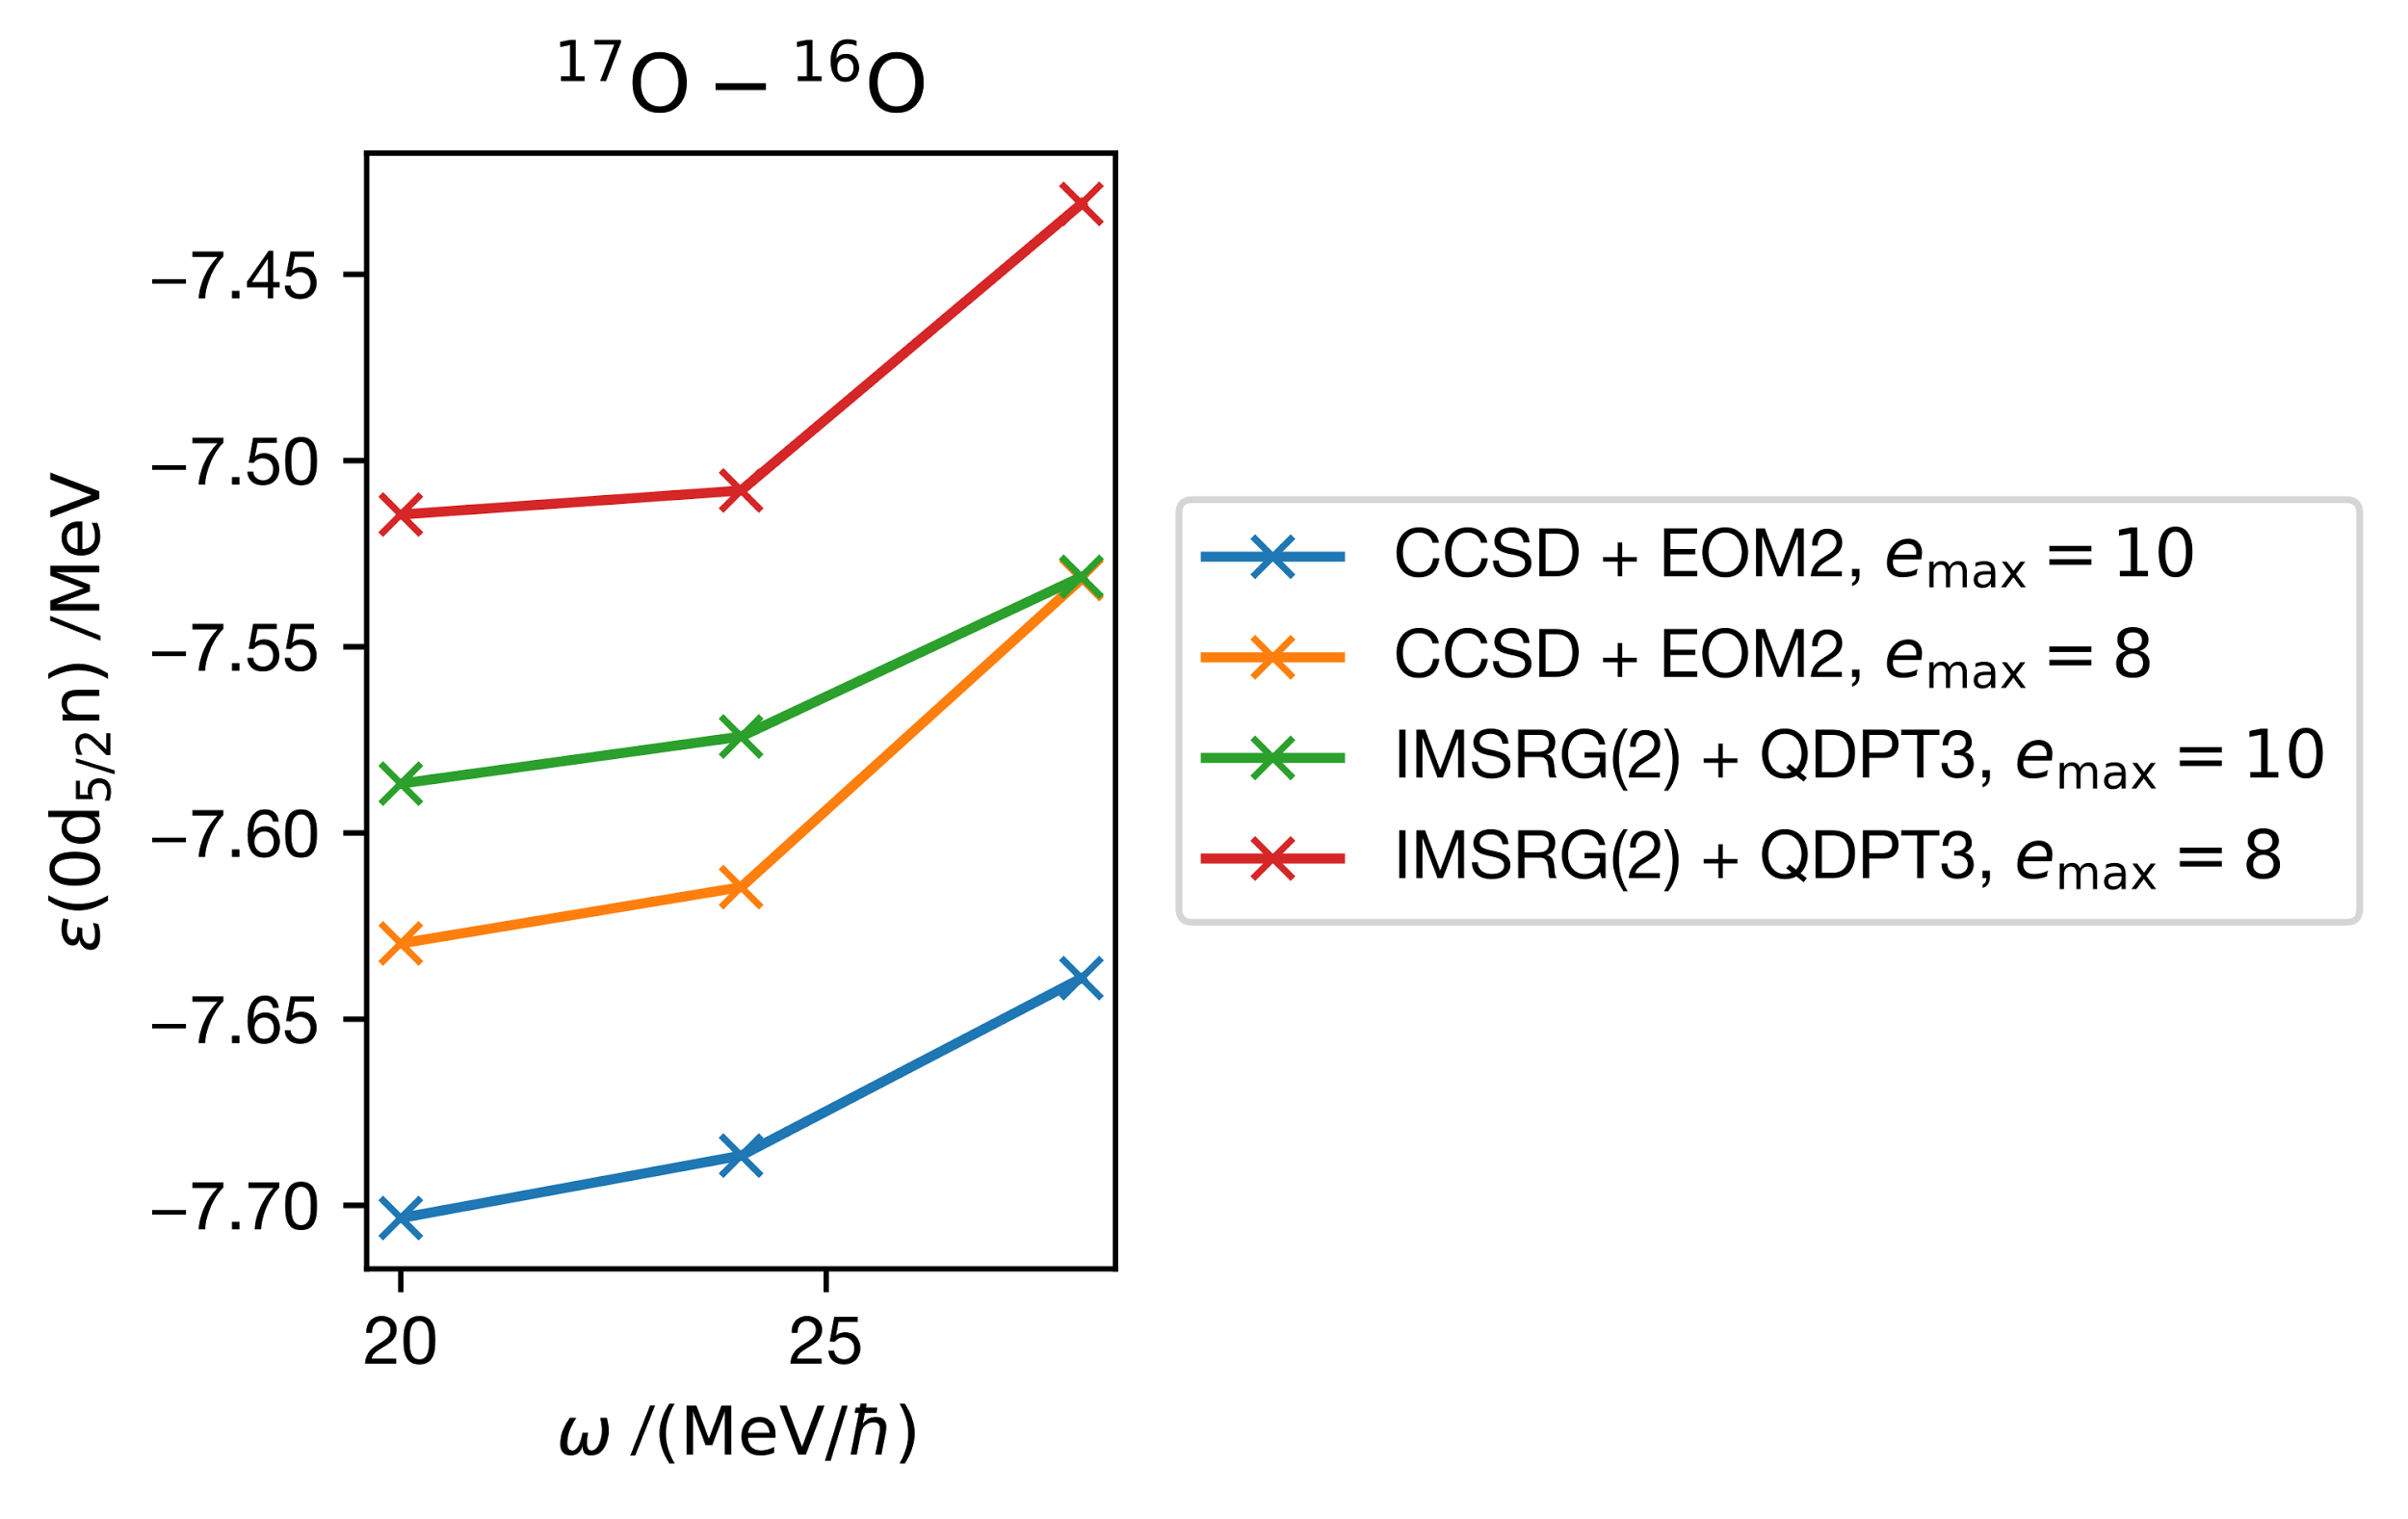 ¹⁷O − ¹⁶O
ε(0d₅//₂n) /MeV
−7.45
−7.50
−7.55
−7.60
−7.65
−7.70
20 25
ω /(MeV/ħ)
CCSD + EOM2, eₘₐₓ = 10
CCSD + EOM2, eₘₐₓ = 8
IMSRG(2) + QDPT3, eₘₐₓ = 10
IMSRG(2) + QDPT3, eₘₐₓ = 8